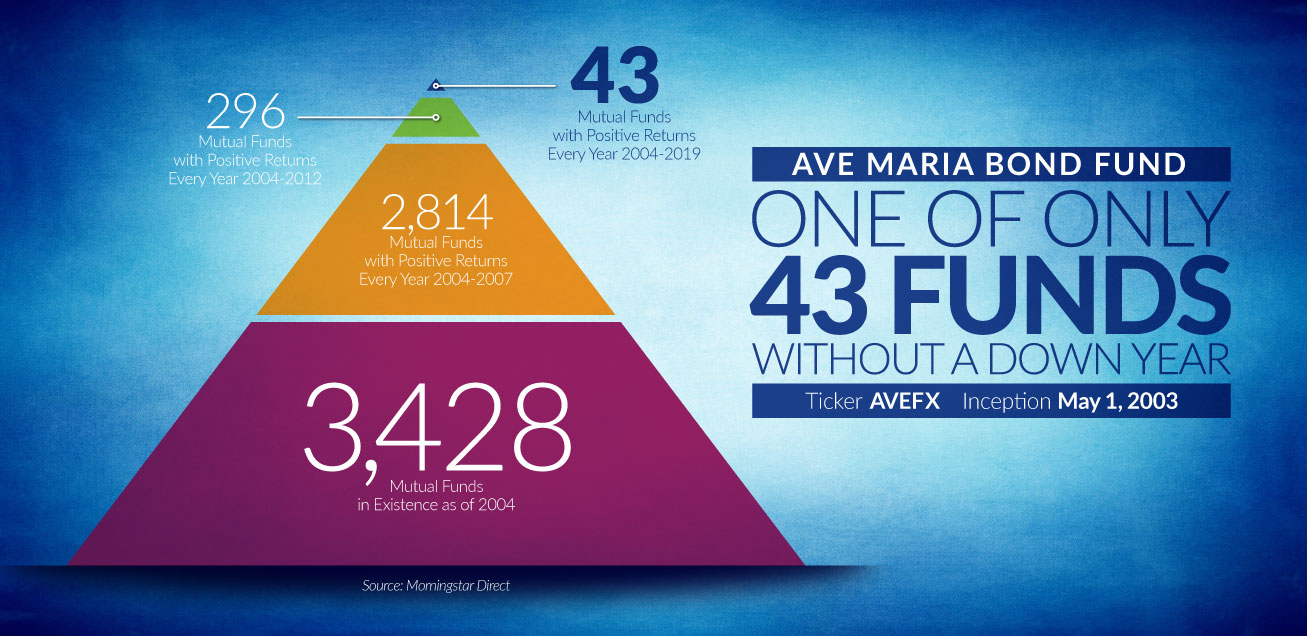 43
Mutual Funds
with Positive Returns
Every Year 2004-2019
296
Mutual Funds
with Positive Returns
Every Year 2004-2012
2,814
Mutual Funds
with Positive Returns
Every Year 2004-2007
3,428
Mutual Funds
in Existence as of 2004
Source: Morningstar Direct
AVE MARIA BOND FUND
ONE OF ONLY
43 FUNDS
WITHOUT A DOWN YEAR
Ticker AVEFX Inception May 1, 2003